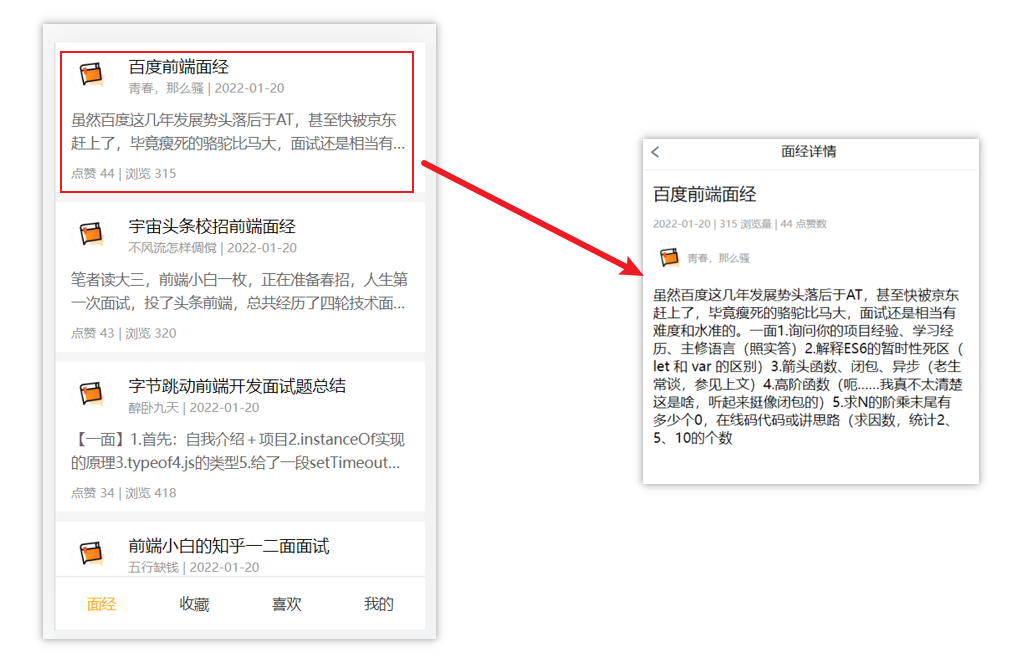 百度前端面经
青春，那么骚 | 2022-01-20
虽然百度这几年发展势头落后于AT，甚至快被京东
赶上了，毕竟瘦死的骆驼比马大，面试还是相当有...
点赞 44 | 浏览 315
宇宙头条校招前端面经
不风流怎样倜傥 | 2022-01-20
笔者读大三，前端小白一枚，正在准备春招，人生第
一次面试，投了头条前端，总共经历了四轮技术面...
点赞 43 | 浏览 320
字节跳动前端开发面试题总结
醉卧九天 | 2022-01-20
【一面】1.首先：自我介绍 + 项目2.instanceOf实现
的原理3.typeof4.js的类型5.给了一段setTimeout...
点赞 34 | 浏览 418
前端小白的知乎一二面面试
五行缺钱 | 2022-01-20
面经 收藏 喜欢 我的
面经详情
百度前端面经
2022-01-20 | 315 浏览量 | 44 点赞数
青春，那么骚
虽然百度这几年发展势头落后于AT，甚至快被京东
赶上了，毕竟瘦死的骆驼比马大，面试还是相当有
难度和水准的。一面1.询问你的项目经验、学习经
历、主修语言（照实答）2.解释ES6的暂时性死区（
let 和 var 的区别）3.箭头函数、闭包、异步（老生
常谈，参见上文）4.高阶函数（呃……我真不太清楚
这是啥，听起来挺像闭包的）5.求N的阶乘末尾有
多少个0，在线码代码或讲思路（求因数，统计2、
5、10的个数